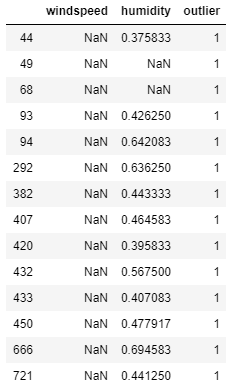 windspeed humidity outlier
44 NaN 0.375833 1
49 NaN NaN 1
68 NaN NaN 1
93 NaN 0.426250 1
94 NaN 0.642083 1
292 NaN 0.636250 1
382 NaN 0.443333 1
407 NaN 0.464583 1
420 NaN 0.395833 1
432 NaN 0.567500 1
433 NaN 0.407083 1
450 NaN 0.477917 1
666 NaN 0.694583 1
721 NaN 0.441250 1